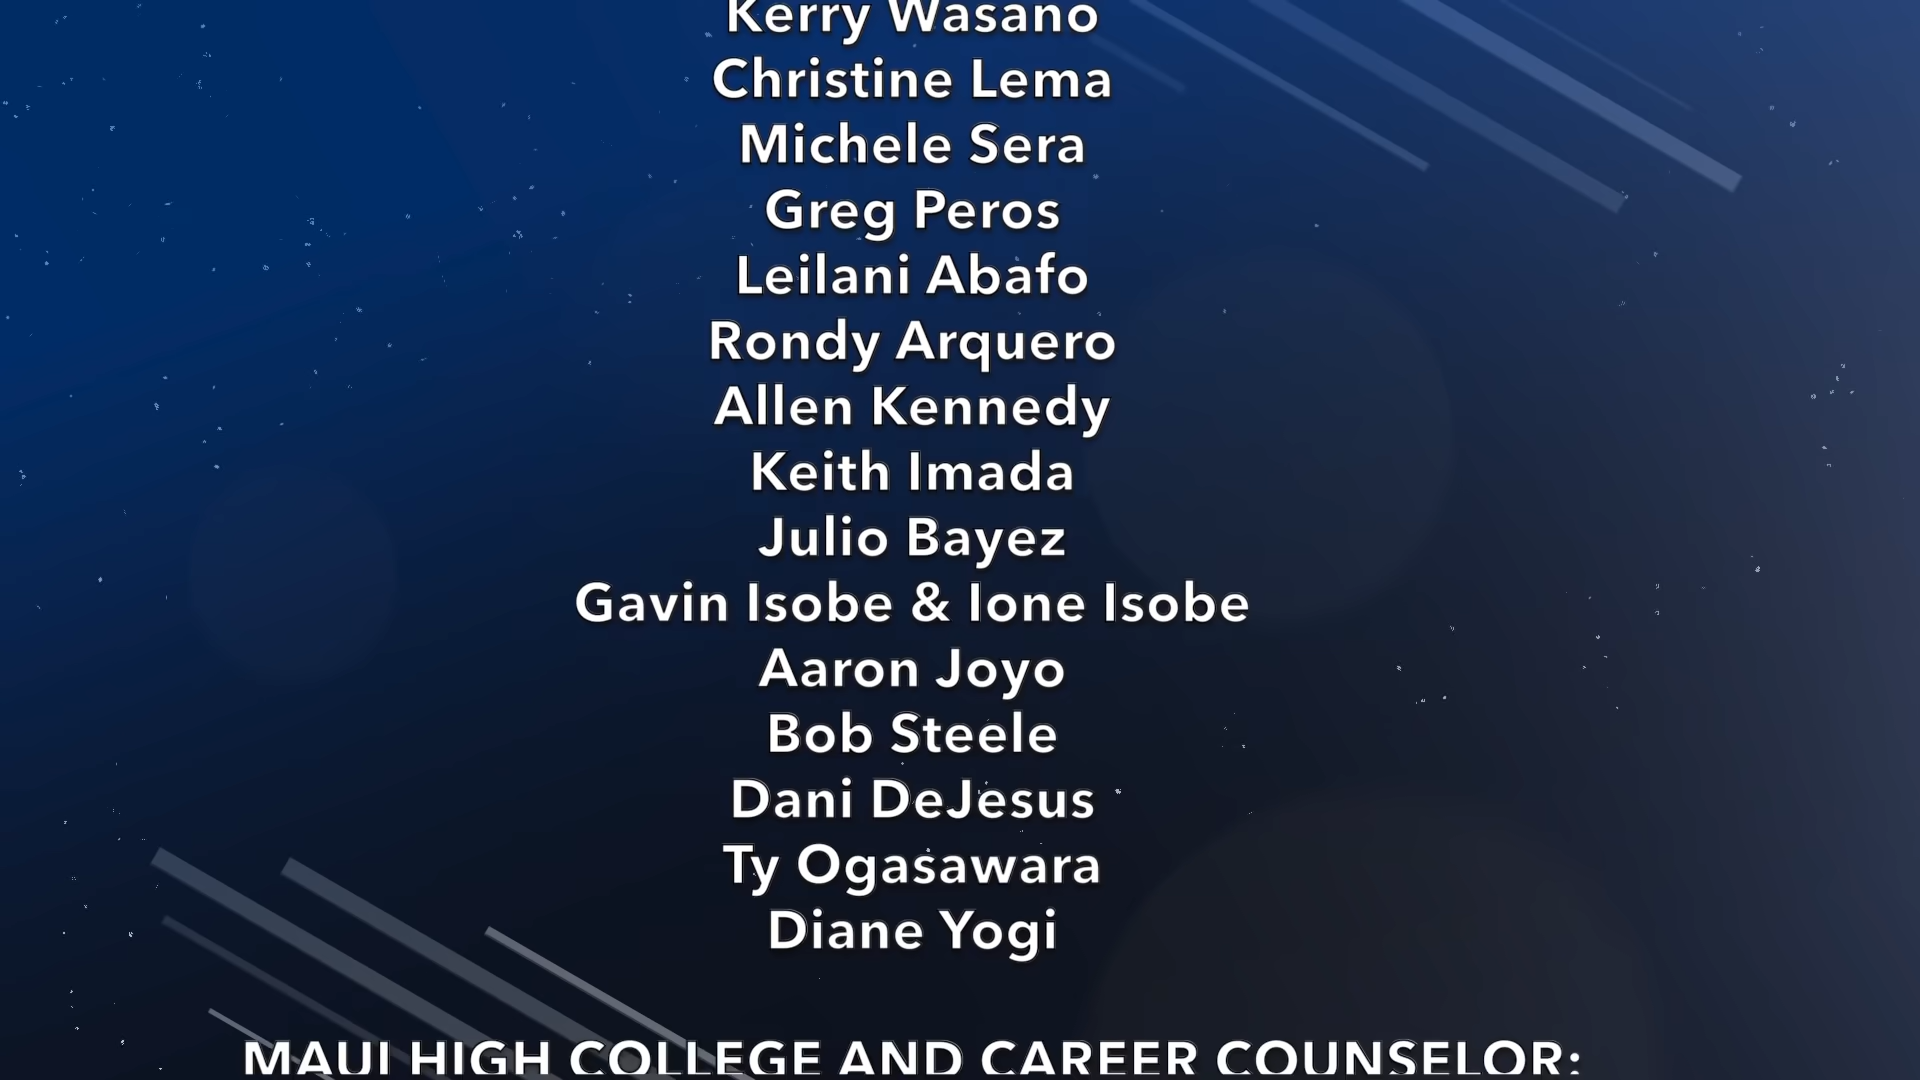 Kerry Wasano
Christine Lema
Michele Sera
Greg Peros
Leilani Abafo
Rondy Arquero
Allen Kennedy
Keith Imada
Julio Bayez
Gavin Isobe & Ione Isobe
Aaron Joyo
Bob Steele
Dani DeJesus
Ty Ogasawara
Diane Yogi
MAUI HIGH COLLEGE AND CAREER COUNSELOR: